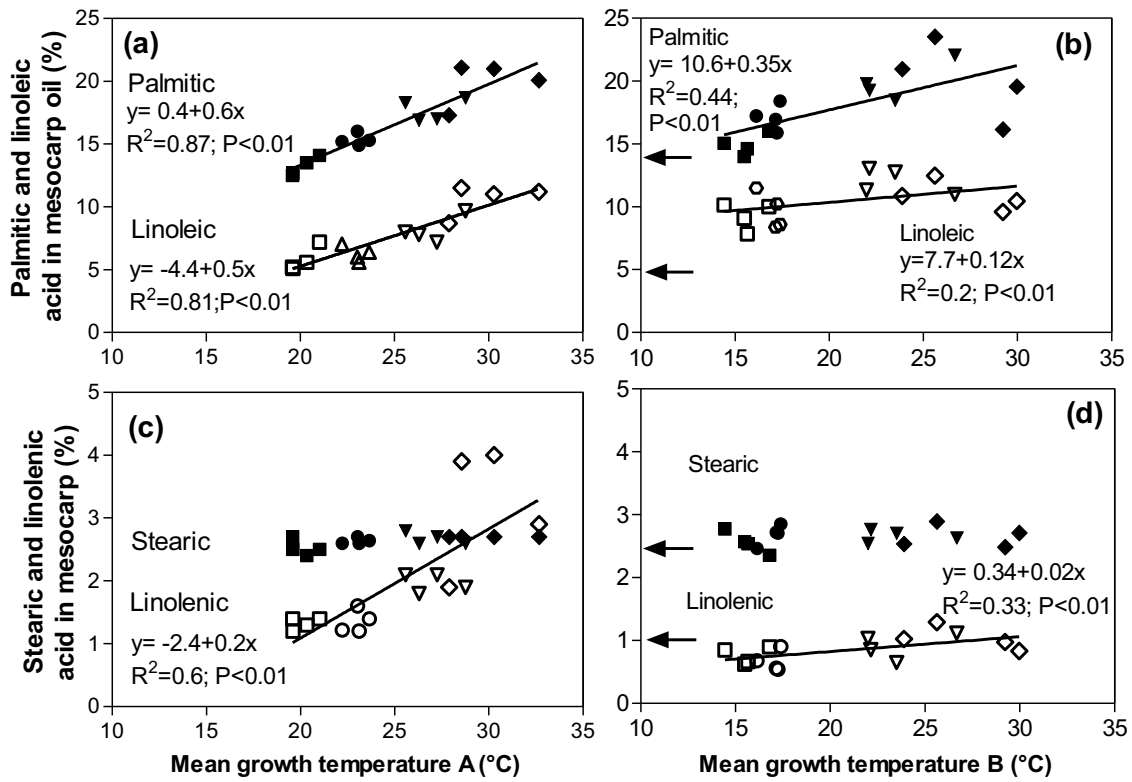 Palmitic and linoleic
acid in mesocarp oil (%)
25
20
15
10
5
0
(a)
Palmitic
y= 0.4+0.6x
R²=0.87; P<0.01
Linoleic
y= -4.4+0.5x
R²=0.81;P<0.01
10 15 20 25 30 35
25
20
15
10
5
0
(b)
Palmitic
y= 10.6+0.35x
R²=0.44;
P<0.01
Linoleic
y=7.7+0.12x
R²=0.2; P<0.01
10 15 20 25 30 35
Stearic and linolenic
acid in mesocarp (%)
5
4
3
2
1
0
(c)
Stearic
Linolenic
y= -2.4+0.2x
R²=0.6; P<0.01
10 15 20 25 30 35
Mean growth temperature A (°C)
5
4
3
2
1
0
(d)
Stearic
Linolenic
y= 0.34+0.02x
R²=0.33; P<0.01
10 15 20 25 30 35
Mean growth temperature B (°C)